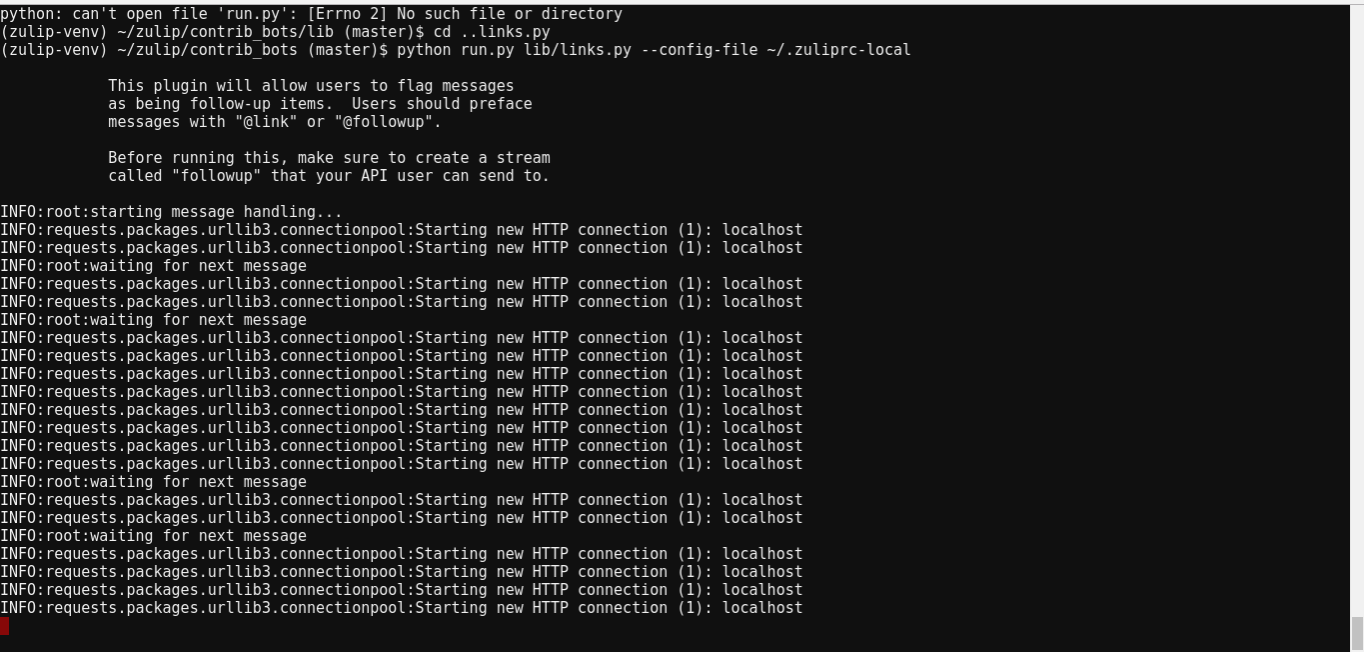 python: can't open file 'run.py': [Errno 2] No such file or directory
(zulip-venv) ~/zulip/contrib_bots/lib (master)$ cd ..links.py
(zulip-venv) ~/zulip/contrib_bots (master)$ python run.py lib/links.py --config-file ~/.zuliprc-local
This plugin will allow users to flag messages
as being follow-up items.  Users should preface
messages with "@link" or "@followup".
Before running this, make sure to create a stream
called "followup" that your API user can send to.
INFO:root:starting message handling...
INFO:requests.packages.urllib3.connectionpool:Starting new HTTP connection (1): localhost
INFO:requests.packages.urllib3.connectionpool:Starting new HTTP connection (1): localhost
INFO:root:waiting for next message
INFO:requests.packages.urllib3.connectionpool:Starting new HTTP connection (1): localhost
INFO:requests.packages.urllib3.connectionpool:Starting new HTTP connection (1): localhost
INFO:root:waiting for next message
INFO:requests.packages.urllib3.connectionpool:Starting new HTTP connection (1): localhost
INFO:requests.packages.urllib3.connectionpool:Starting new HTTP connection (1): localhost
INFO:requests.packages.urllib3.connectionpool:Starting new HTTP connection (1): localhost
INFO:requests.packages.urllib3.connectionpool:Starting new HTTP connection (1): localhost
INFO:requests.packages.urllib3.connectionpool:Starting new HTTP connection (1): localhost
INFO:requests.packages.urllib3.connectionpool:Starting new HTTP connection (1): localhost
INFO:requests.packages.urllib3.connectionpool:Starting new HTTP connection (1): localhost
INFO:requests.packages.urllib3.connectionpool:Starting new HTTP connection (1): localhost
INFO:root:waiting for next message
INFO:requests.packages.urllib3.connectionpool:Starting new HTTP connection (1): localhost
INFO:requests.packages.urllib3.connectionpool:Starting new HTTP connection (1): localhost
INFO:root:waiting for next message
INFO:requests.packages.urllib3.connectionpool:Starting new HTTP connection (1): localhost
INFO:requests.packages.urllib3.connectionpool:Starting new HTTP connection (1): localhost
INFO:requests.packages.urllib3.connectionpool:Starting new HTTP connection (1): localhost
INFO:requests.packages.urllib3.connectionpool:Starting new HTTP connection (1): localhost